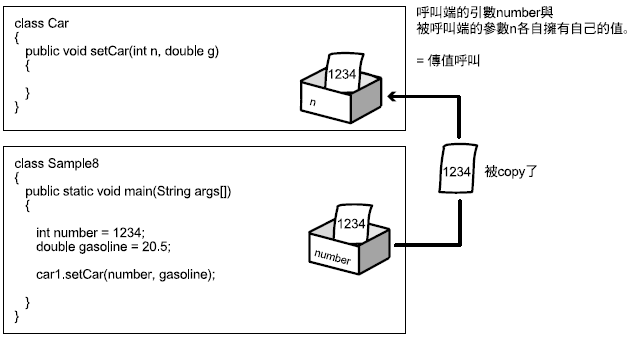 class Car
{
public void setCar(int n, double g)
{
}
}
1234
n
呼叫端的引數number與
被呼叫端的參數n各自擁有自己的值。
= 傳值呼叫
1234
被copy了
class Sample8
{
public static void main(String args[])
{
int number = 1234;
double gasoline = 20.5;
car1.setCar(number, gasoline);
}
}
1234
number